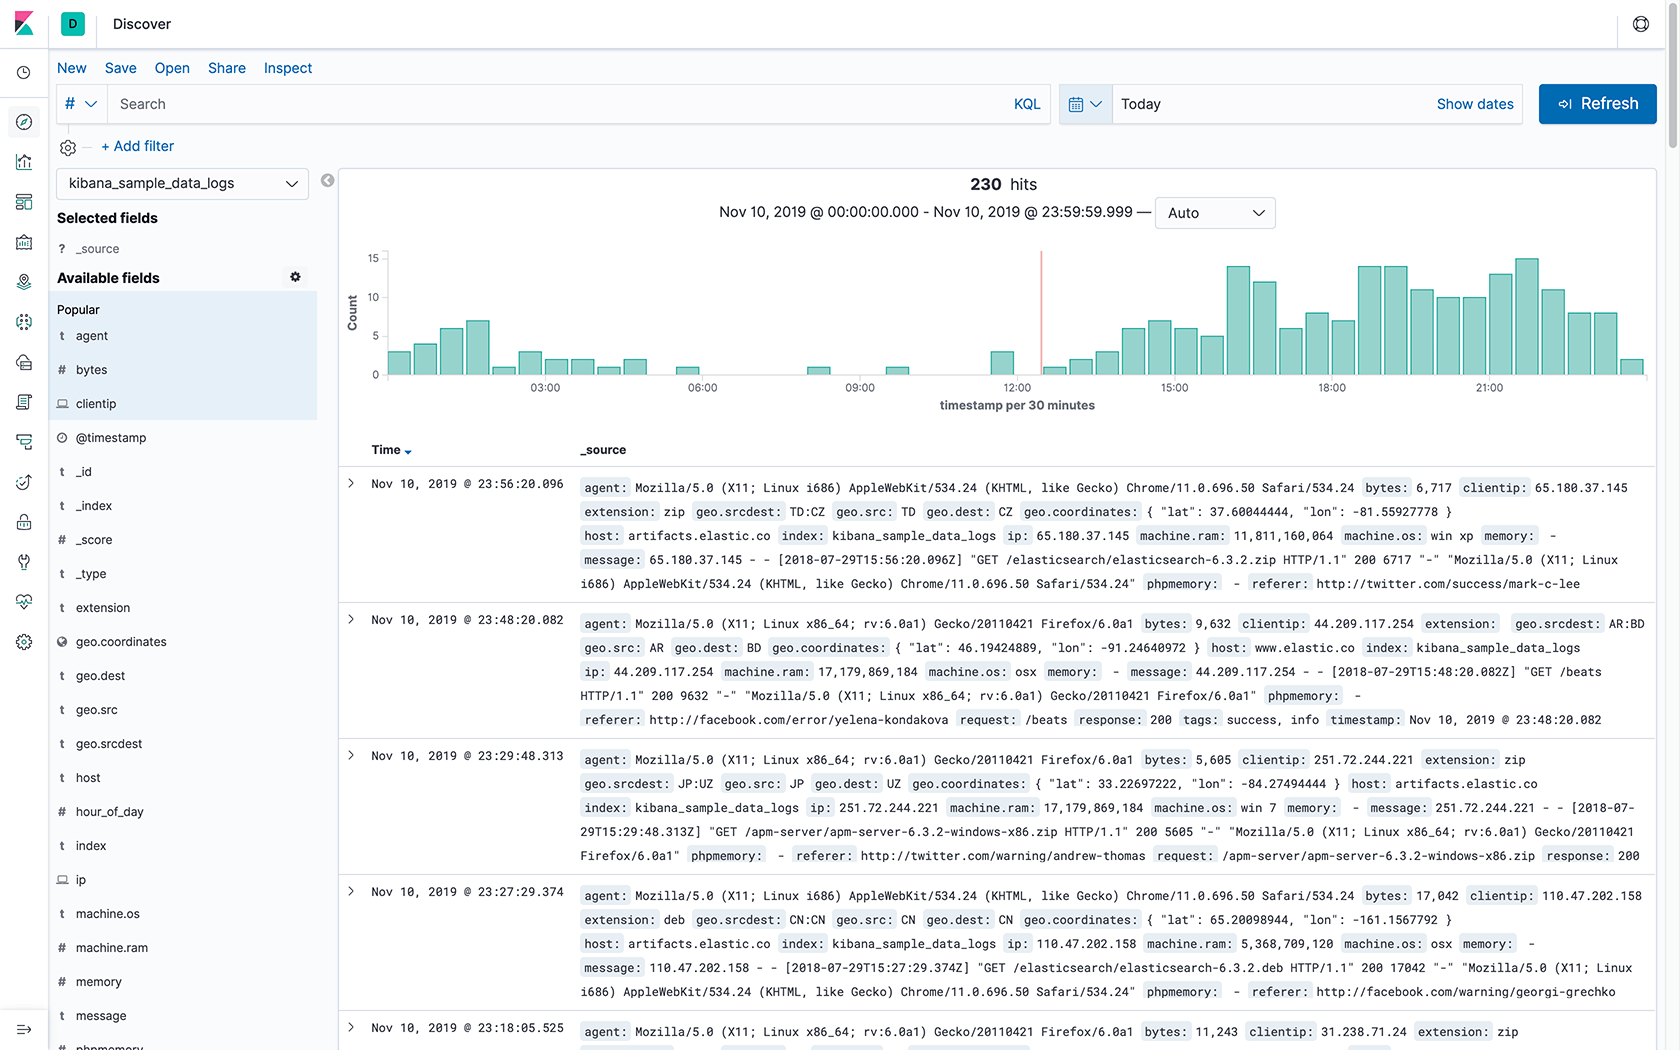 D Discover
New Save Open Share Inspect
# Search KQL Today Show dates Refresh
+ Add filter
kibana_sample_data_logs
Selected fields
? _source
Available fields
Popular
t agent
# bytes
clientip
@timestamp
t _id
t _index
# _score
t _type
t extension
geo.coordinates
t geo.dest
t geo.src
t geo.srcdest
t host
# hour_of_day
t index
ip
t machine.os
# machine.ram
# memory
t message
# phpmemory
230 hits
Nov 10, 2019 @ 00:00:00.000 - Nov 10, 2019 @ 23:59:59.999 — Auto
Count
15
10
5
0
03:00 06:00 09:00 12:00 15:00 18:00 21:00
timestamp per 30 minutes
Time _source
Nov 10, 2019 @ 23:56:20.096 agent: Mozilla/5.0 (X11; Linux i686) AppleWebKit/534.24 (KHTML, like Gecko) Chrome/11.0.696.50 Safari/534.24 bytes: 6,717 clientip: 65.180.37.145
extension: zip geo.srcdest: TD:CZ geo.src: TD geo.dest: CZ geo.coordinates: { "lat": 37.60044444, "lon": -81.55927778 }
host: artifacts.elastic.co index: kibana_sample_data_logs ip: 65.180.37.145 machine.ram: 11,811,160,064 machine.os: win xp memory: -
message: 65.180.37.145 - - [2018-07-29T15:56:20.096Z] "GET /elasticsearch/elasticsearch-6.3.2.zip HTTP/1.1" 200 6717 "-" "Mozilla/5.0 (X11; Linux
i686) AppleWebKit/534.24 (KHTML, like Gecko) Chrome/11.0.696.50 Safari/534.24" phpmemory: - referer: http://twitter.com/success/mark-c-lee
Nov 10, 2019 @ 23:48:20.082 agent: Mozilla/5.0 (X11; Linux x86_64; rv:6.0a1) Gecko/20110421 Firefox/6.0a1 bytes: 9,632 clientip: 44.209.117.254 extension: geo.srcdest: AR:BD
geo.src: AR geo.dest: BD geo.coordinates: { "lat": 46.19424889, "lon": -91.24640972 } host: www.elastic.co index: kibana_sample_data_logs
ip: 44.209.117.254 machine.ram: 17,179,869,184 machine.os: osx memory: - message: 44.209.117.254 - - [2018-07-29T15:48:20.082Z] "GET /beats
HTTP/1.1" 200 9632 "-" "Mozilla/5.0 (X11; Linux x86_64; rv:6.0a1) Gecko/20110421 Firefox/6.0a1" phpmemory: -
referer: http://facebook.com/error/yelena-kondakova request: /beats response: 200 tags: success, info timestamp: Nov 10, 2019 @ 23:48:20.082
Nov 10, 2019 @ 23:29:48.313 agent: Mozilla/5.0 (X11; Linux x86_64; rv:6.0a1) Gecko/20110421 Firefox/6.0a1 bytes: 5,605 clientip: 251.72.244.221 extension: zip
geo.srcdest: JP:UZ geo.src: JP geo.dest: UZ geo.coordinates: { "lat": 33.22697222, "lon": -84.27494444 } host: artifacts.elastic.co
index: kibana_sample_data_logs ip: 251.72.244.221 machine.ram: 17,179,869,184 machine.os: win 7 memory: - message: 251.72.244.221 - - [2018-07-
29T15:29:48.313Z] "GET /apm-server/apm-server-6.3.2-windows-x86.zip HTTP/1.1" 200 5605 "-" "Mozilla/5.0 (X11; Linux x86_64; rv:6.0a1) Gecko/20110421
Firefox/6.0a1" phpmemory: - referer: http://twitter.com/warning/andrew-thomas request: /apm-server/apm-server-6.3.2-windows-x86.zip response: 200
Nov 10, 2019 @ 23:27:29.374 agent: Mozilla/5.0 (X11; Linux i686) AppleWebKit/534.24 (KHTML, like Gecko) Chrome/11.0.696.50 Safari/534.24 bytes: 17,042 clientip: 110.47.202.158
extension: deb geo.srcdest: CN:CN geo.src: CN geo.dest: CN geo.coordinates: { "lat": 65.20098944, "lon": -161.1567792 }
host: artifacts.elastic.co index: kibana_sample_data_logs ip: 110.47.202.158 machine.ram: 5,368,709,120 machine.os: osx memory: -
message: 110.47.202.158 - - [2018-07-29T15:27:29.374Z] "GET /elasticsearch/elasticsearch-6.3.2.deb HTTP/1.1" 200 17042 "-" "Mozilla/5.0 (X11; Linux
i686) AppleWebKit/534.24 (KHTML, like Gecko) Chrome/11.0.696.50 Safari/534.24" phpmemory: - referer: http://facebook.com/warning/georgi-grechko
Nov 10, 2019 @ 23:18:05.525 agent: Mozilla/5.0 (X11; Linux x86_64; rv:6.0a1) Gecko/20110421 Firefox/6.0a1 bytes: 11,243 clientip: 31.238.71.24 extension: zip